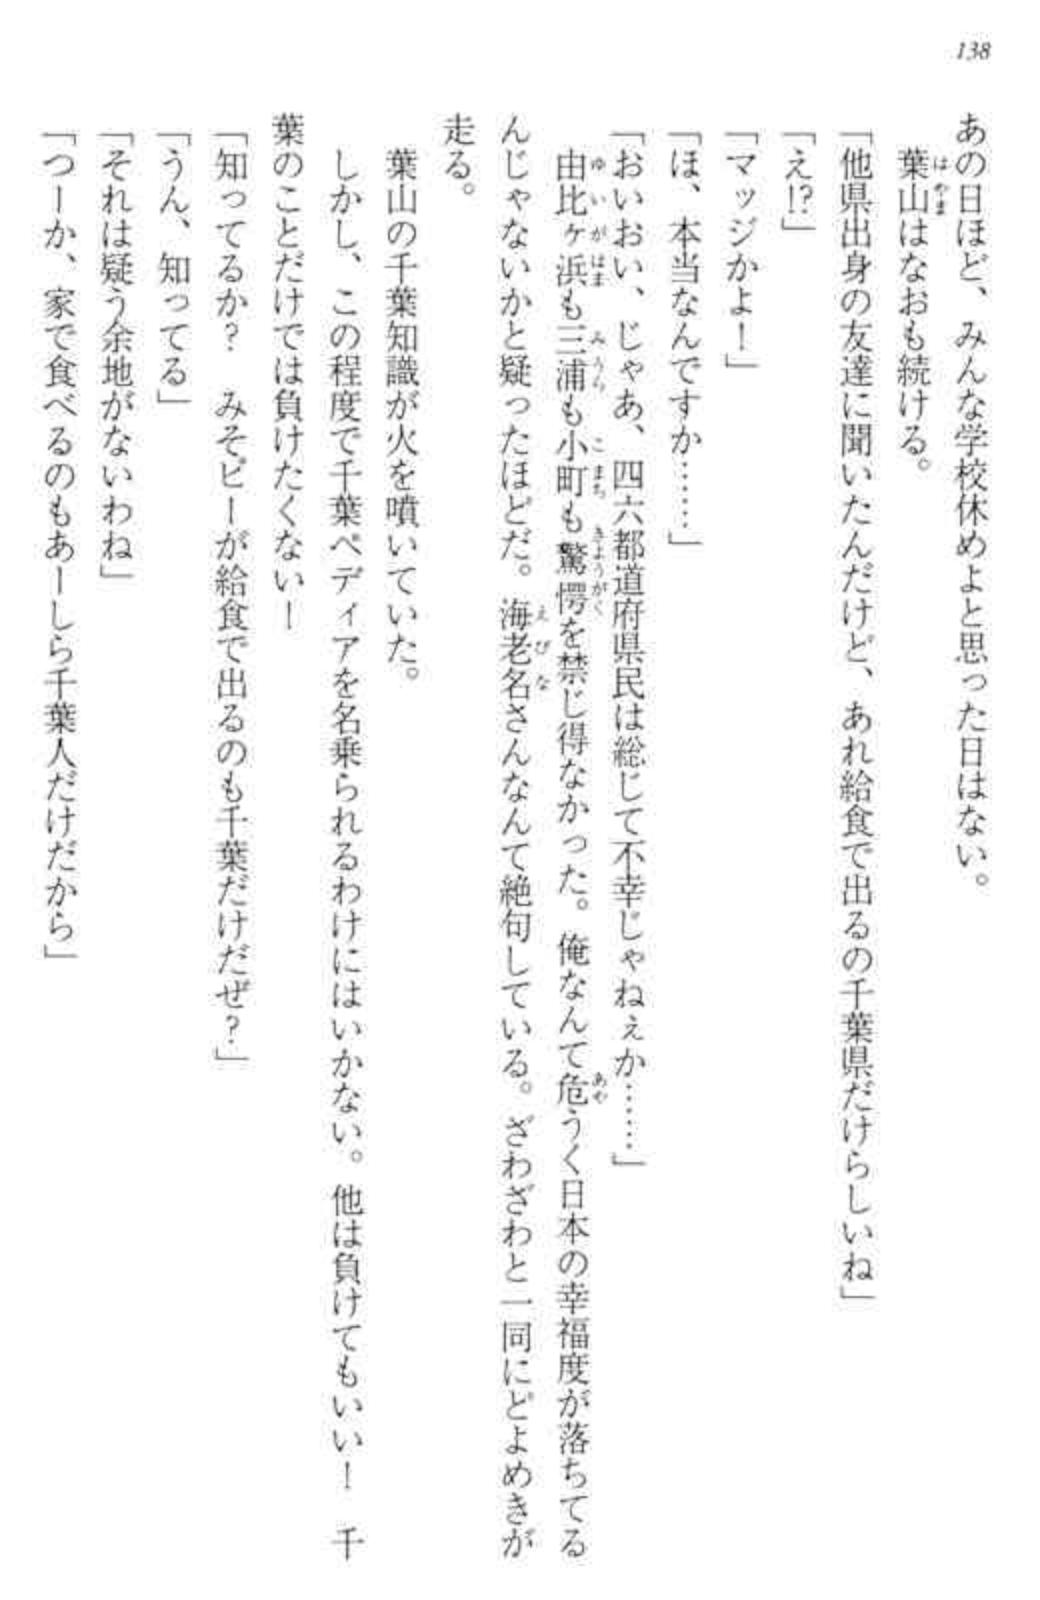 138
あの日ほど、みんな学校休めよと思った日はない。
　葉山はなおも続ける。
「他県出身の友達に聞いたんだけど、あれ給食で出るの千葉県だけらしいね」
「え!?」
「マッジかよ！」
「ほ、本当なんですか……」
「おいおい、じゃあ、四六都道府県民は総じて不幸じゃねぇか……」
　由比ヶ浜も三浦も小町も驚愕を禁じ得なかった。俺なんて危うく日本の幸福度が落ちてる
んじゃないかと疑ったほどだ。海老名さんなんて絶句している。ざわざわと一同にどよめきが
走る。
　葉山の千葉知識が火を噴いていた。
　しかし、この程度で千葉ペディアを名乗られるわけにはいかない。他は負けてもいい！　千
葉のことだけでは負けたくない！
「知ってるか？　みそピーが給食で出るのも千葉だけだぜ？」
「うん、知ってる」
「それは疑う余地がないわね」
「つーか、家で食べるのもあーしら千葉人だけだから」